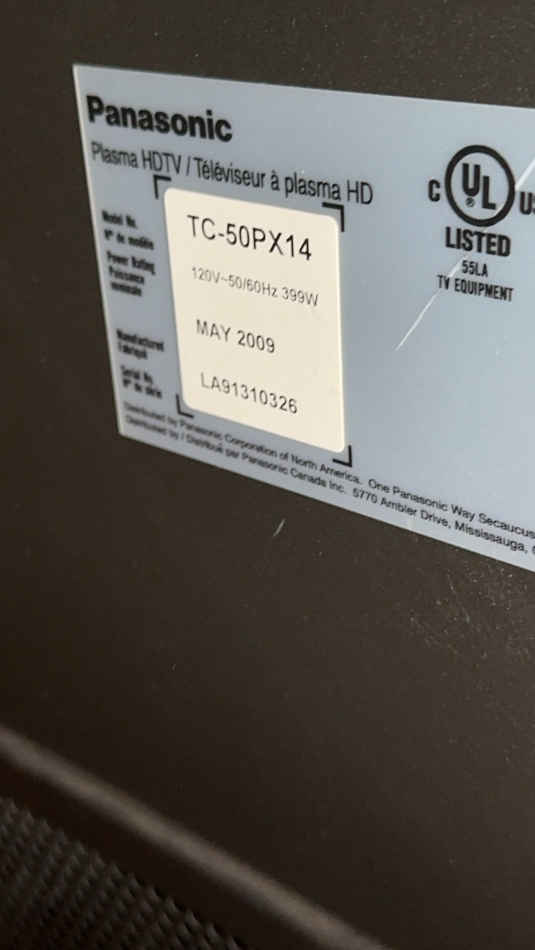 Panasonic
Plasma HDTV / Téléviseur à plasma HD
Model No.
N° de modèle
Power Rating
Puissance
nominale
TC-50PX14
120V~50/60Hz 399W
Manufactured
Fabriqué
MAY 2009
Serial No.
N° de série
LA91310326
C UL® US
LISTED
55LA
TV EQUIPMENT
Distributed by Panasonic Corporation of North America. One Panasonic Way Secaucus
Distributed by / Distribué par Panasonic Canada Inc. 5770 Ambler Drive, Mississauga,